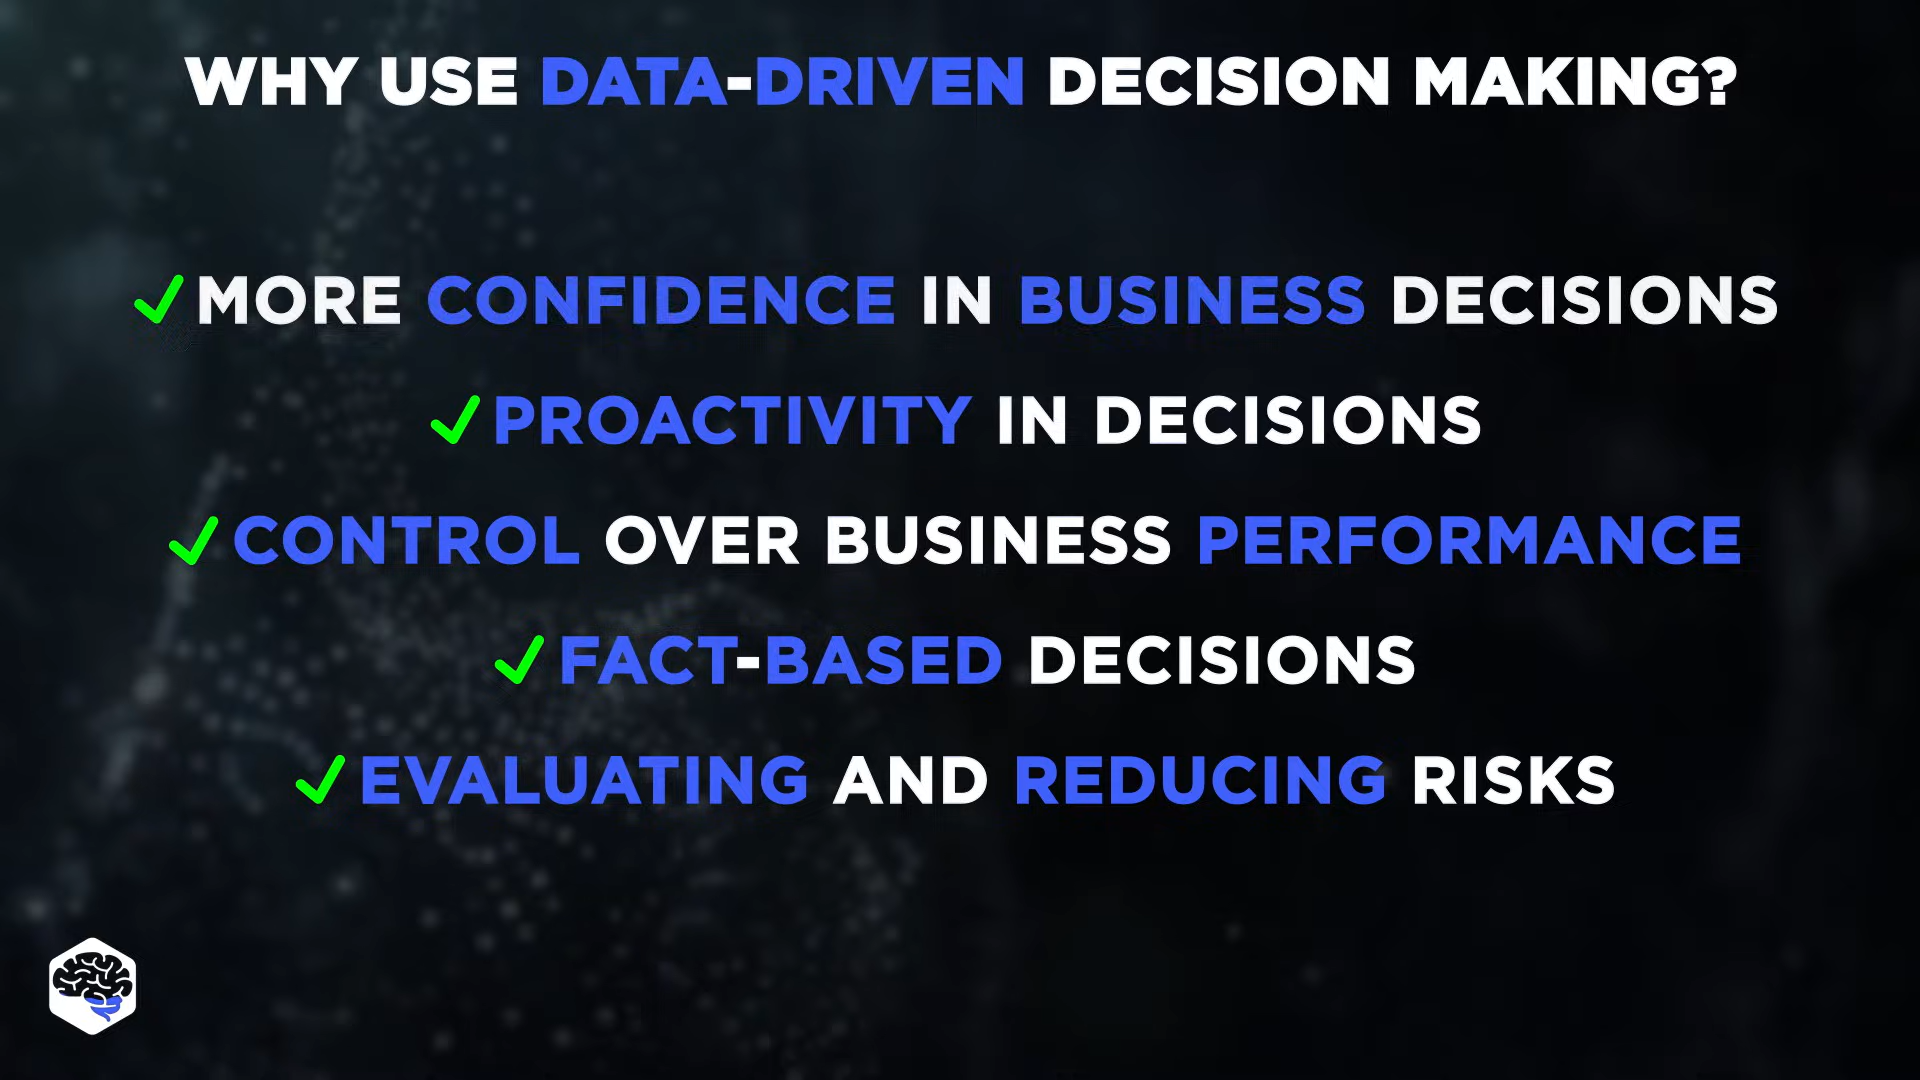 WHY USE DATA-DRIVEN DECISION MAKING?
MORE CONFIDENCE IN BUSINESS DECISIONS
PROACTIVITY IN DECISIONS
CONTROL OVER BUSINESS PERFORMANCE
FACT-BASED DECISIONS
EVALUATING AND REDUCING RISKS